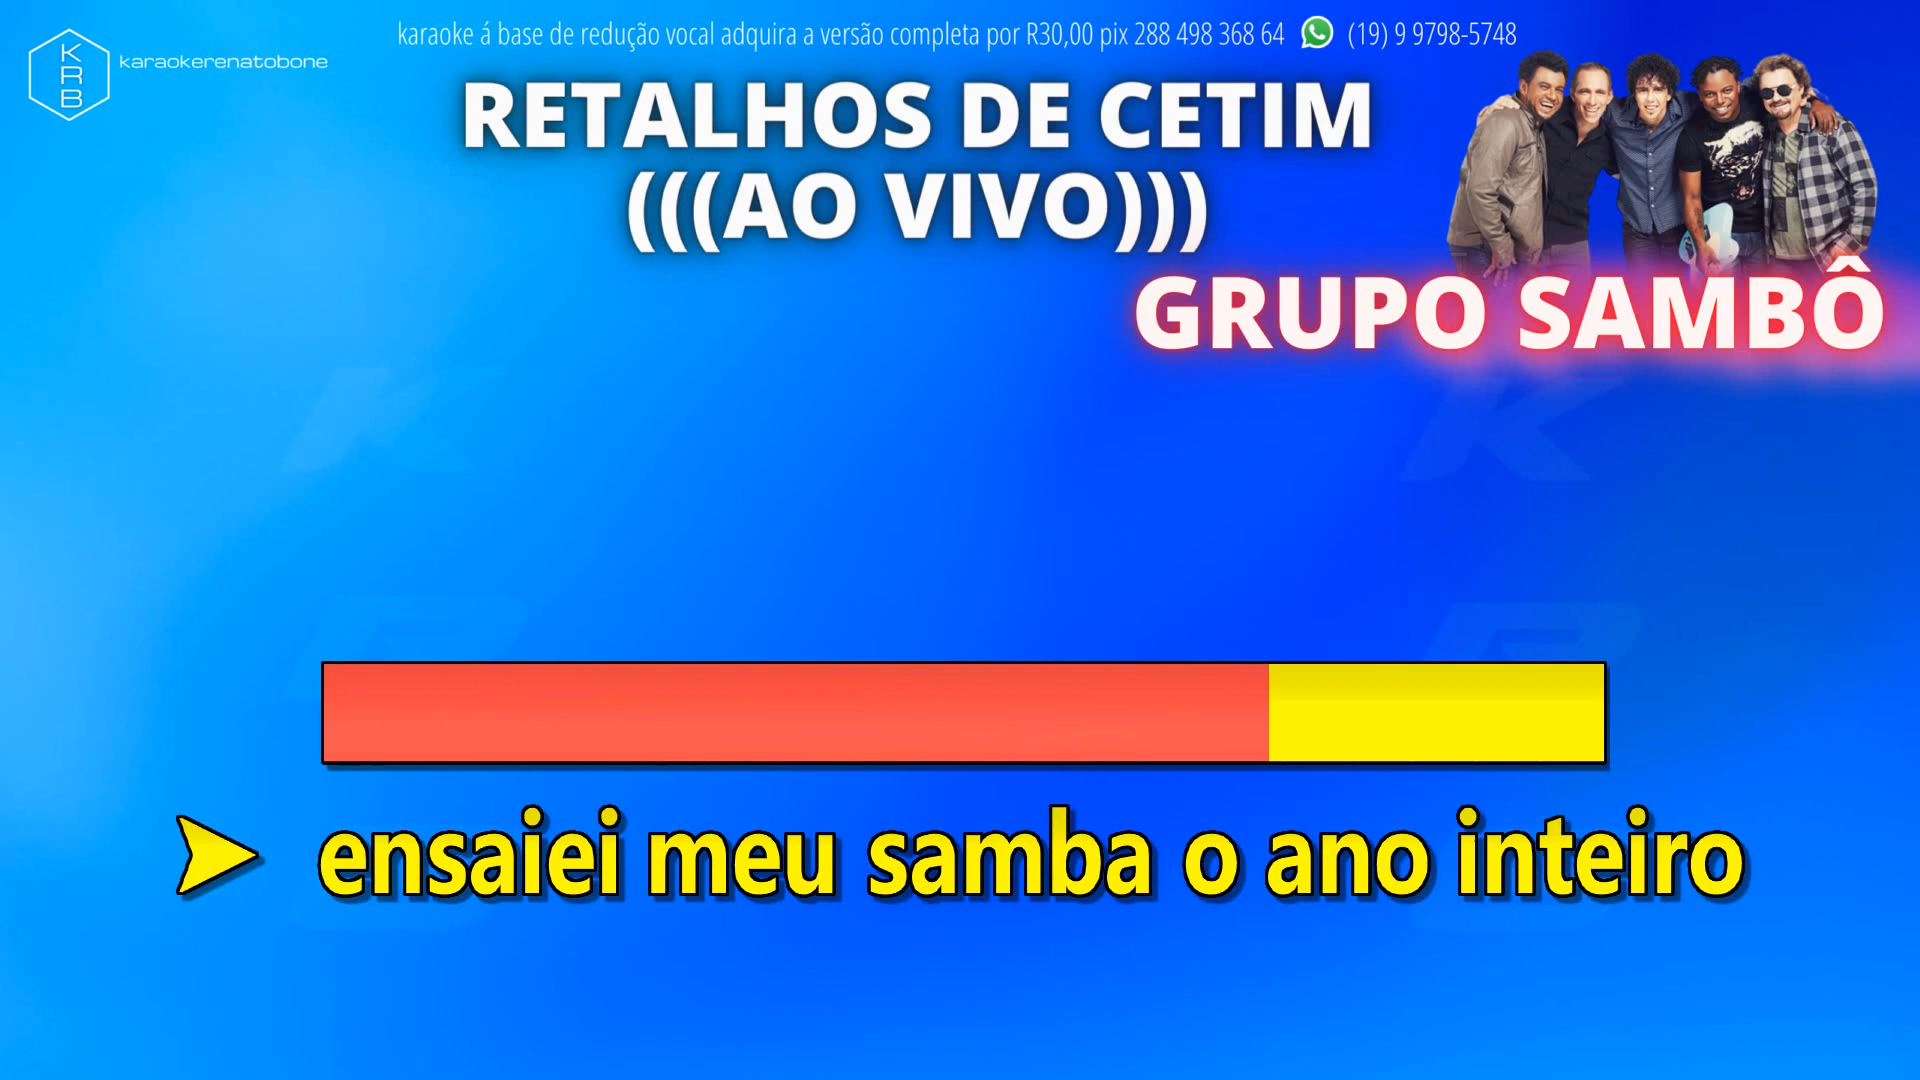 karaoke á base de redução vocal adquira a versão completa por R30,00 pix 288 498 368 64 (19) 9 9798-5748
KRB
karaokerenatobone
RETALHOS DE CETIM
(((AO VIVO)))
GRUPO SAMBÔ
ensaiei meu samba o ano inteiro